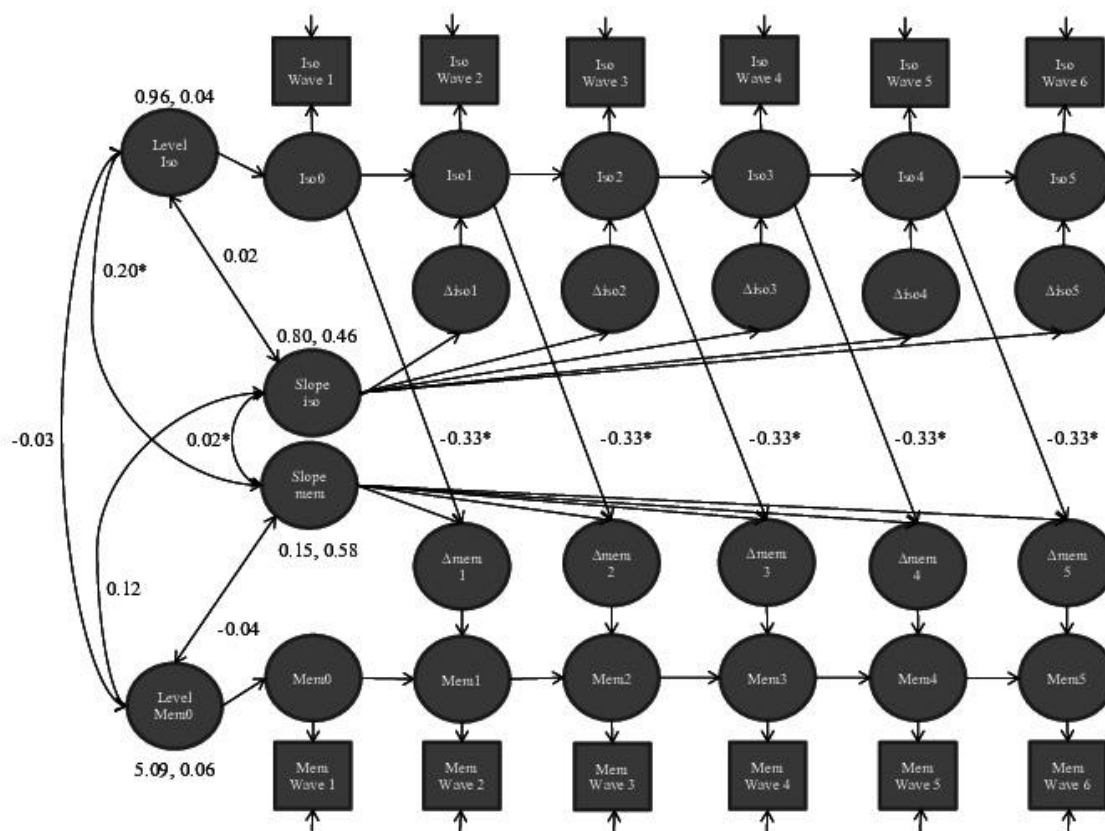 Iso
Wave 1
Iso
Wave 2
Iso
Wave 3
Iso
Wave 4
Iso
Wave 5
Iso
Wave 6
0.96, 0.04
Level
Iso
Iso0
Iso1
Iso2
Iso3
Iso4
Iso5
0.20*
0.02
Δiso1
Δiso2
Δiso3
Δiso4
Δiso5
0.80, 0.46
Slope
iso
-0.03
0.02*
-0.33*
-0.33*
-0.33*
-0.33*
-0.33*
Slope
mem
0.15, 0.58
Δmem
1
Δmem
2
Δmem
3
Δmem
4
Δmem
5
0.12
-0.04
Level
Mem0
Mem0
Mem1
Mem2
Mem3
Mem4
Mem5
5.09, 0.06
Mem
Wave 1
Mem
Wave 2
Mem
Wave 3
Mem
Wave 4
Mem
Wave 5
Mem
Wave 6